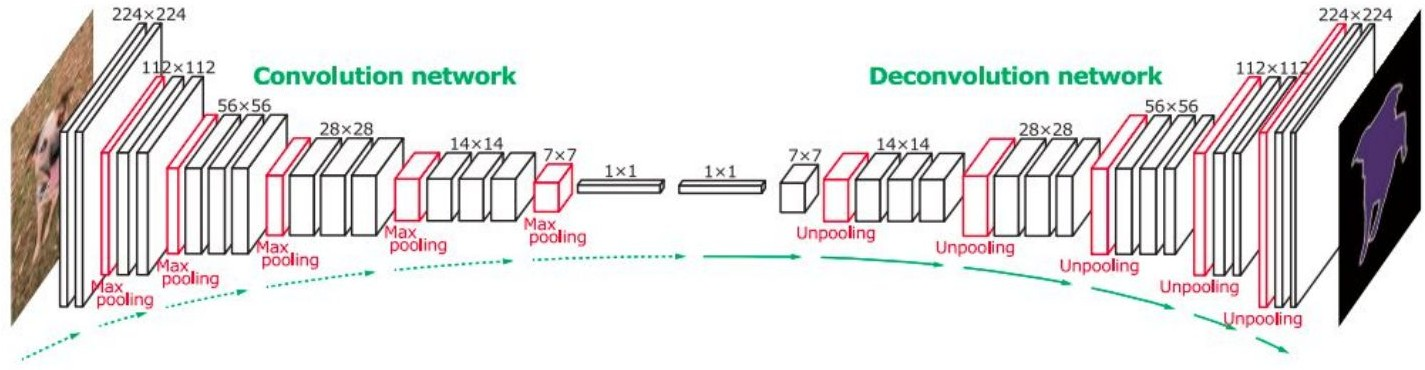 224×224
112×112
Convolution network
56×56
28×28
14×14
7×7
1×1
Max
pooling
Max
pooling
Max
pooling
Max
pooling
Max
pooling
Deconvolution network
1×1
7×7
14×14
28×28
56×56
112×112
224×224
Unpooling
Unpooling
Unpooling
Unpooling
Unpooling